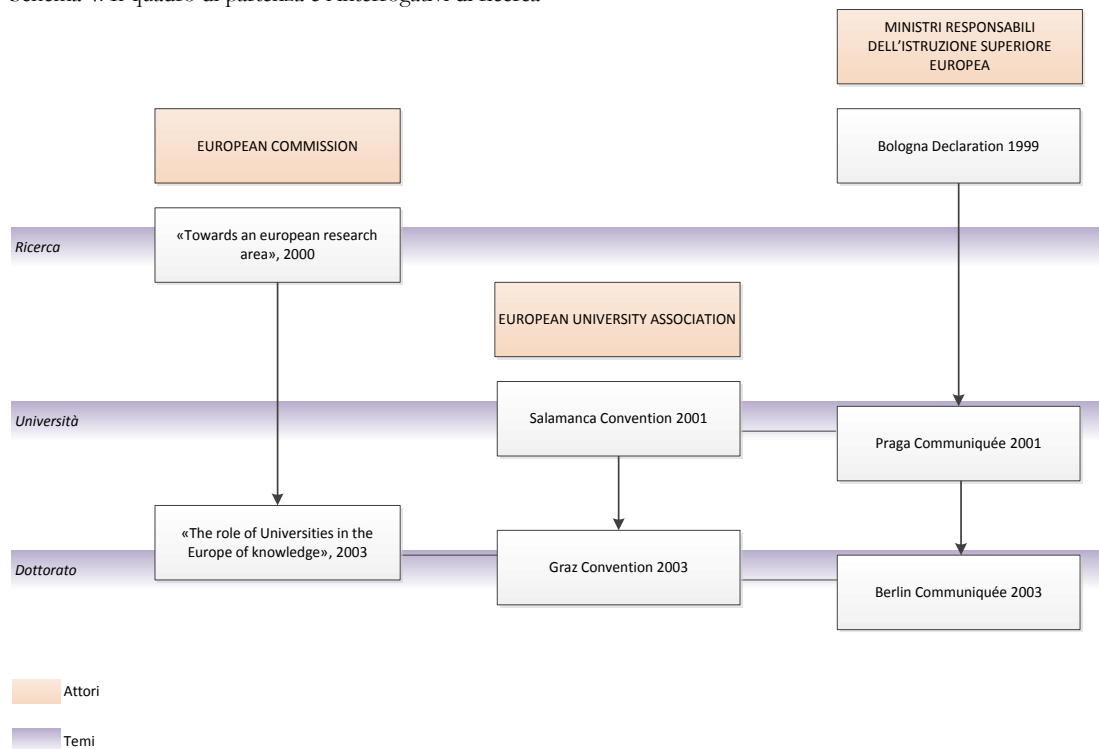 MINISTRI RESPONSABILI
DELL'ISTRUZIONE SUPERIORE
EUROPEA
EUROPEAN COMMISSION
Bologna Declaration 1999
Ricerca
«Towards an european research
area», 2000
EUROPEAN UNIVERSITY ASSOCIATION
Università
Salamanca Convention 2001
Praga Communiquée 2001
«The role of Universities in the
Europe of knowledge», 2003
Dottorato
Graz Convention 2003
Berlin Communiquée 2003
Attori
Temi